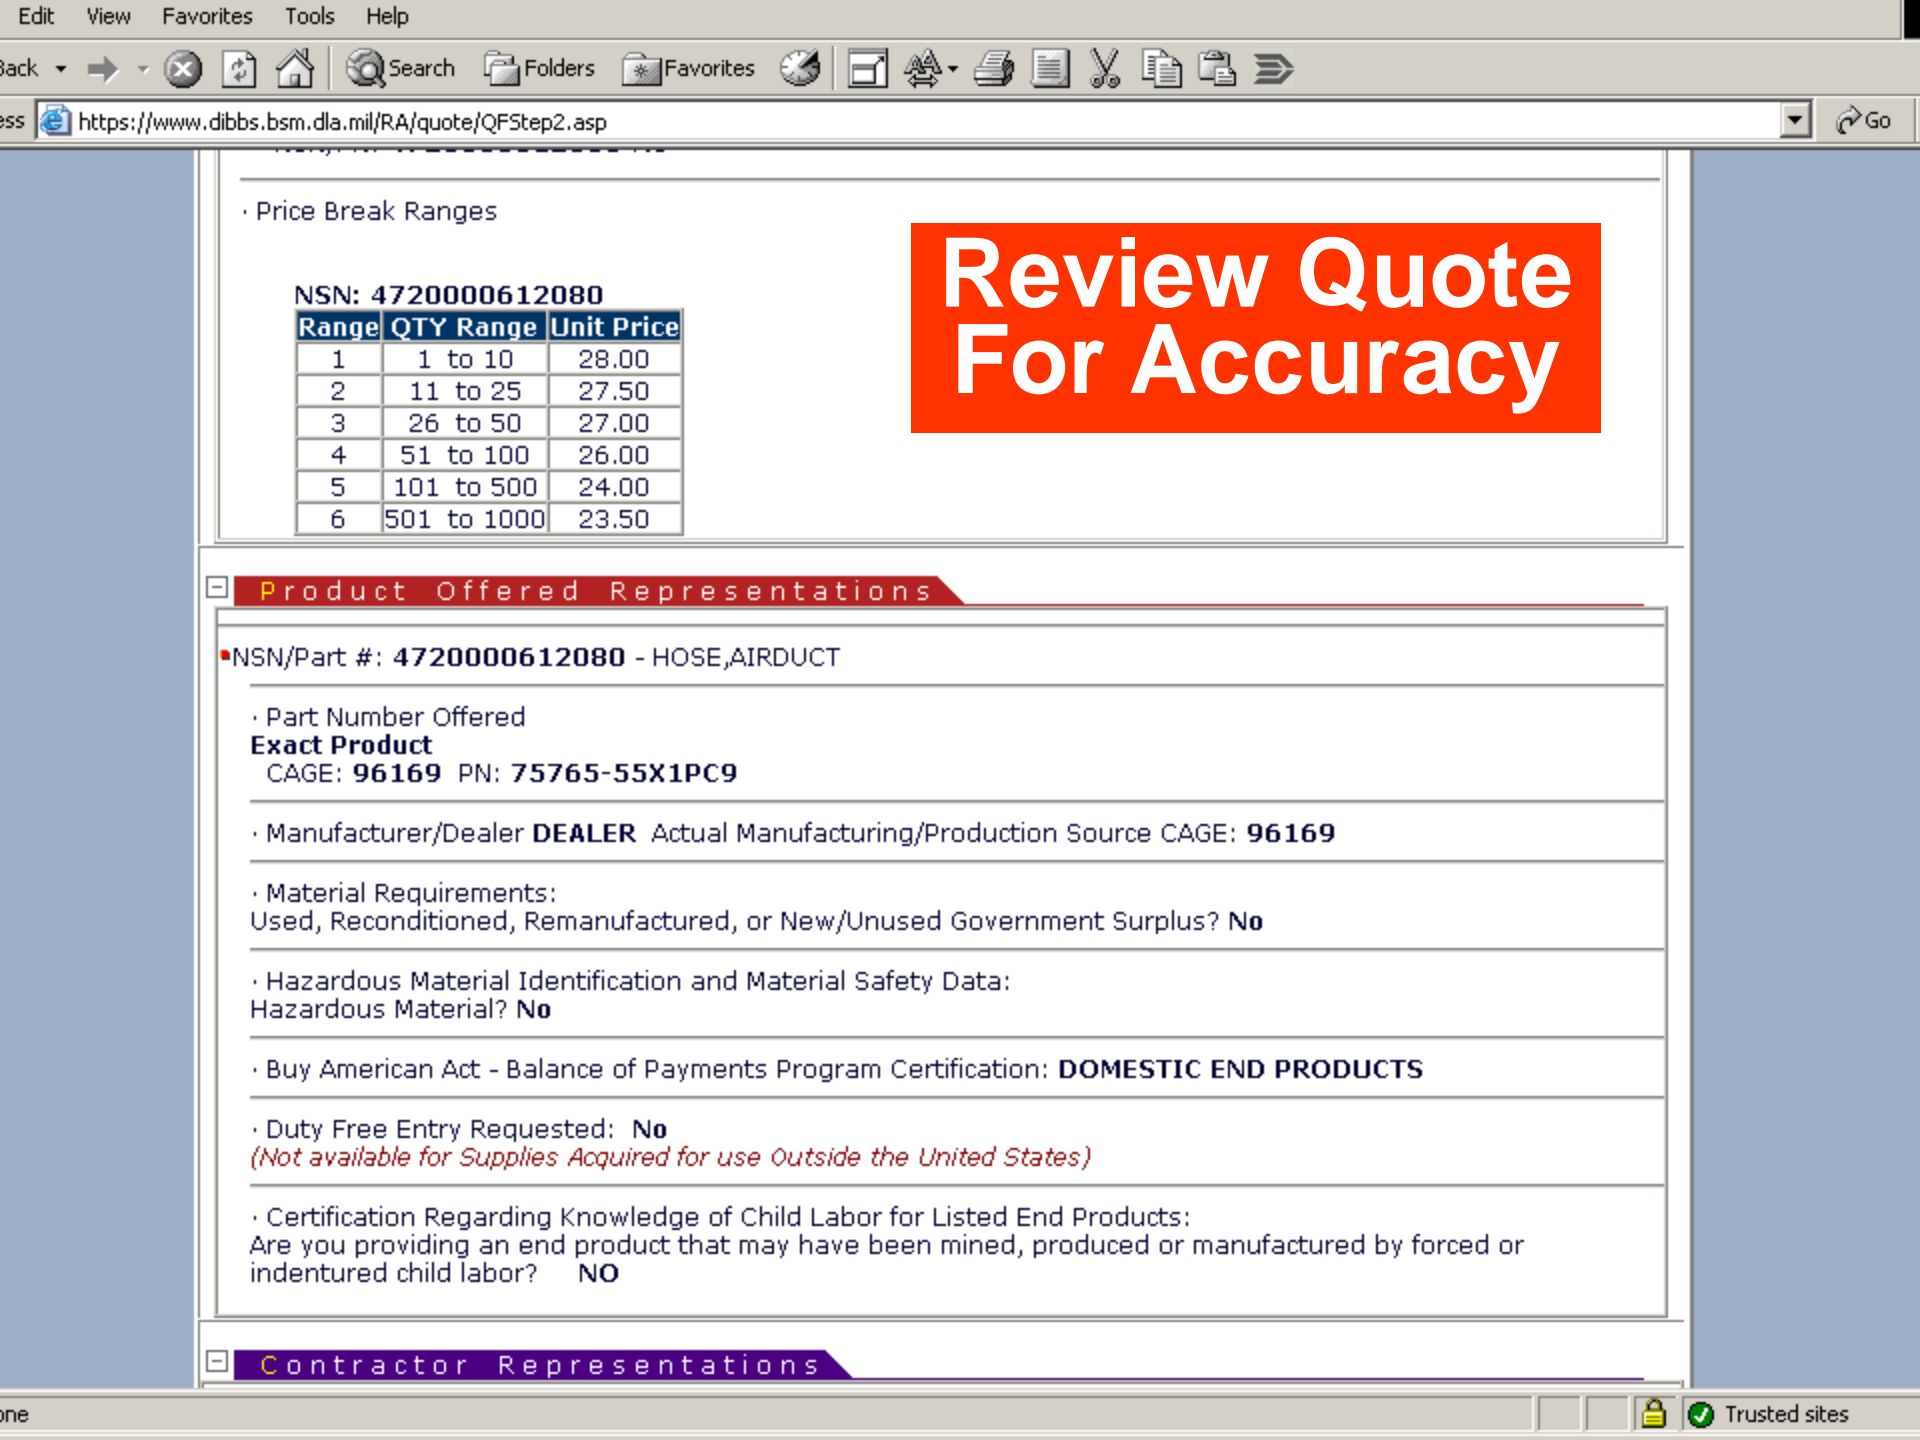 Edit View Favorites Tools Help
Back Search Folders Favorites
ess https://www.dibbs.bsm.dla.mil/RA/quote/QFStep2.asp Go
· Price Break Ranges
Review Quote
For Accuracy
NSN: 4720000612080
Range QTY Range Unit Price
1 1 to 10 28.00
2 11 to 25 27.50
3 26 to 50 27.00
4 51 to 100 26.00
5 101 to 500 24.00
6 501 to 1000 23.50
Product Offered Representations
NSN/Part #: 4720000612080 - HOSE,AIRDUCT
· Part Number Offered
Exact Product
CAGE: 96169 PN: 75765-55X1PC9
· Manufacturer/Dealer DEALER Actual Manufacturing/Production Source CAGE: 96169
· Material Requirements:
Used, Reconditioned, Remanufactured, or New/Unused Government Surplus? No
· Hazardous Material Identification and Material Safety Data:
Hazardous Material? No
· Buy American Act - Balance of Payments Program Certification: DOMESTIC END PRODUCTS
· Duty Free Entry Requested: No
(Not available for Supplies Acquired for use Outside the United States)
· Certification Regarding Knowledge of Child Labor for Listed End Products:
Are you providing an end product that may have been mined, produced or manufactured by forced or
indentured child labor? NO
Contractor Representations
one Trusted sites